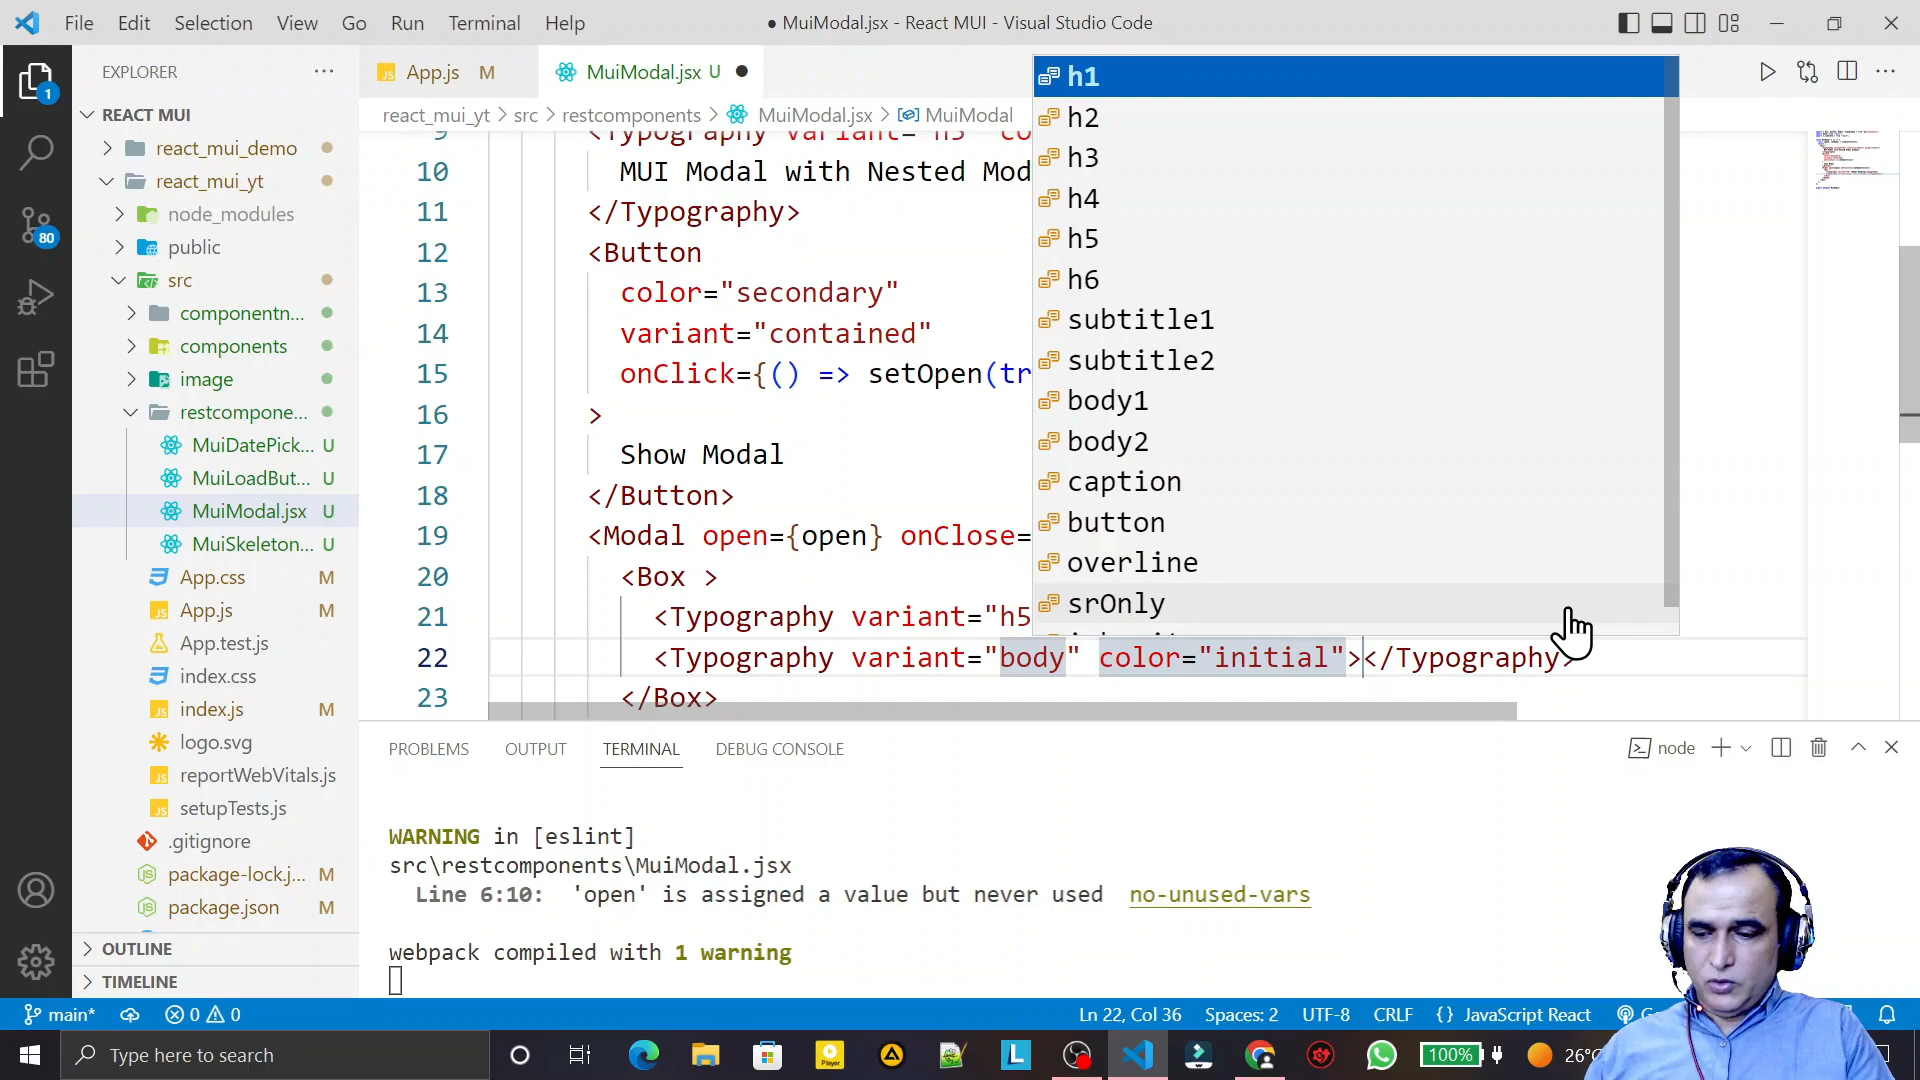 File Edit Selection View Go Run Terminal Help
● MuiModal.jsx - React MUI - Visual Studio Code
EXPLORER
REACT MUI
react_mui_demo
react_mui_yt
node_modules
public
src
componentn...
components
image
restcompone...
MuiDatePick... U
MuiLoadBut... U
MuiModal.jsx U
MuiSkeleton... U
App.css M
App.js M
App.test.js
index.css
index.js M
logo.svg
reportWebVitals.js
setupTests.js
.gitignore
package-lock.j... M
package.json M
OUTLINE
TIMELINE
1
80
App.js M
MuiModal.jsx U
react_mui_yt > src > restcomponents > MuiModal.jsx > MuiModal
9 <Typography variant="h5" co
10 MUI Modal with Nested Mod
11 </Typography>
12 <Button
13 color="secondary"
14 variant="contained"
15 onClick={() => setOpen(tr
16 >
17 Show Modal
18 </Button>
19 <Modal open={open} onClose=
20 <Box >
21 <Typography variant="h5
22 <Typography variant="body" color="initial"></Typography>
23 </Box>
h1
h2
h3
h4
h5
h6
subtitle1
subtitle2
body1
body2
caption
button
overline
srOnly
PROBLEMS OUTPUT TERMINAL DEBUG CONSOLE
node
WARNING in [eslint]
src\restcomponents\MuiModal.jsx
Line 6:10: 'open' is assigned a value but never used no-unused-vars
webpack compiled with 1 warning
main* 0 0
Ln 22, Col 36 Spaces: 2 UTF-8 CRLF {} JavaScript React
Type here to search
Player
L
100%
26°